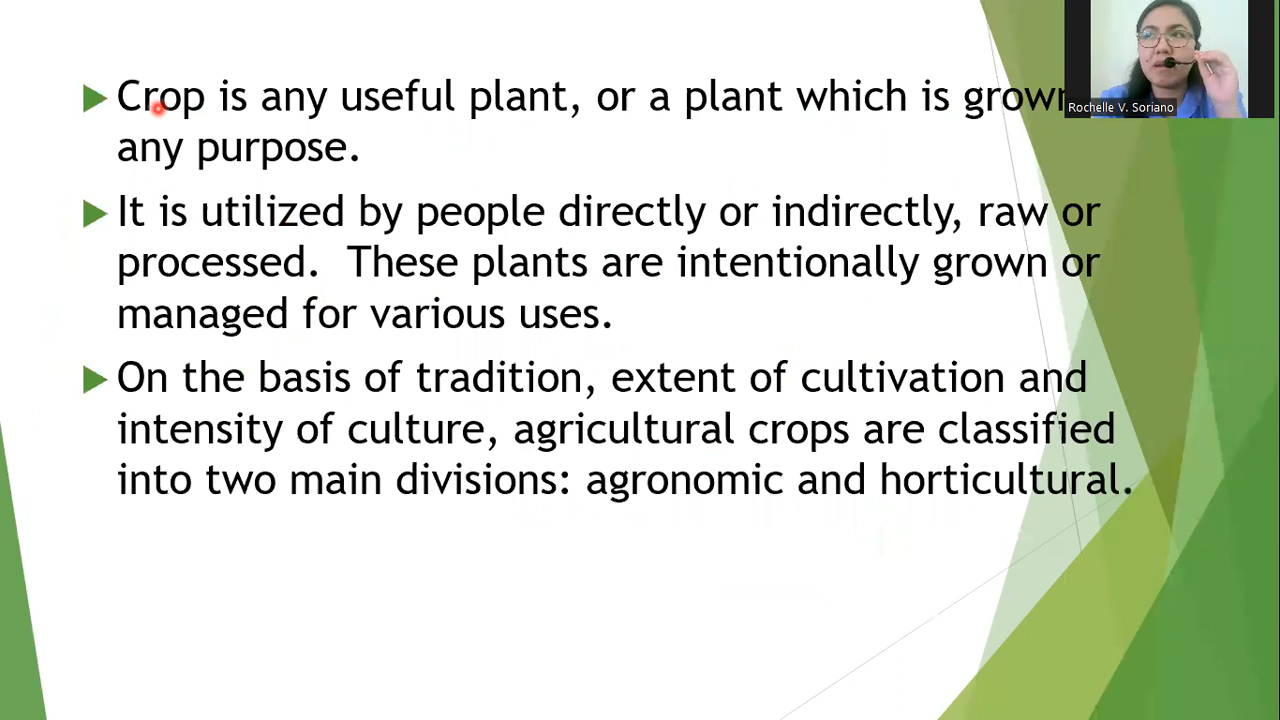 Crop is any useful plant, or a plant which is grown
any purpose.
It is utilized by people directly or indirectly, raw or
processed. These plants are intentionally grown or
managed for various uses.
On the basis of tradition, extent of cultivation and
intensity of culture, agricultural crops are classified
into two main divisions: agronomic and horticultural.
Rochelle V. Soriano